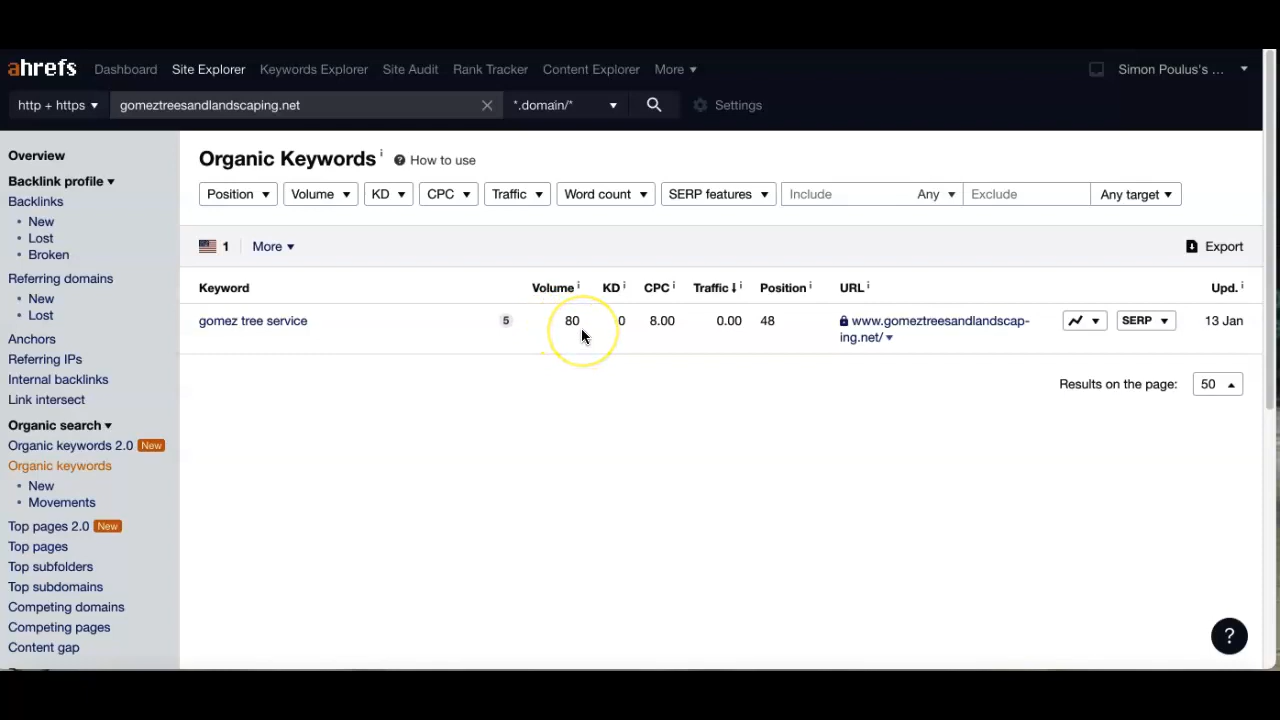 ahrefs Dashboard Site Explorer Keywords Explorer Site Audit Rank Tracker Content Explorer More Simon Poulus's ...
http + https gomeztreesandlandscaping.net *.domain/* Settings
Overview
Backlink profile
Backlinks
New
Lost
Broken
Referring domains
New
Lost
Anchors
Referring IPs
Internal backlinks
Link intersect
Organic search
Organic keywords 2.0 New
Organic keywords
New
Movements
Top pages 2.0 New
Top pages
Top subfolders
Top subdomains
Competing domains
Competing pages
Content gap
Organic Keywords i ? How to use
Position Volume KD CPC Traffic Word count SERP features Include Any Exclude Any target
1 More Export
Keyword Volume i KD i CPC i Traffic ↓ i Position i URL i Upd. i
gomez tree service 5 80 0 8.00 0.00 48 www.gomeztreesandlandscap- SERP 13 Jan
ing.net/
Results on the page: 50
?